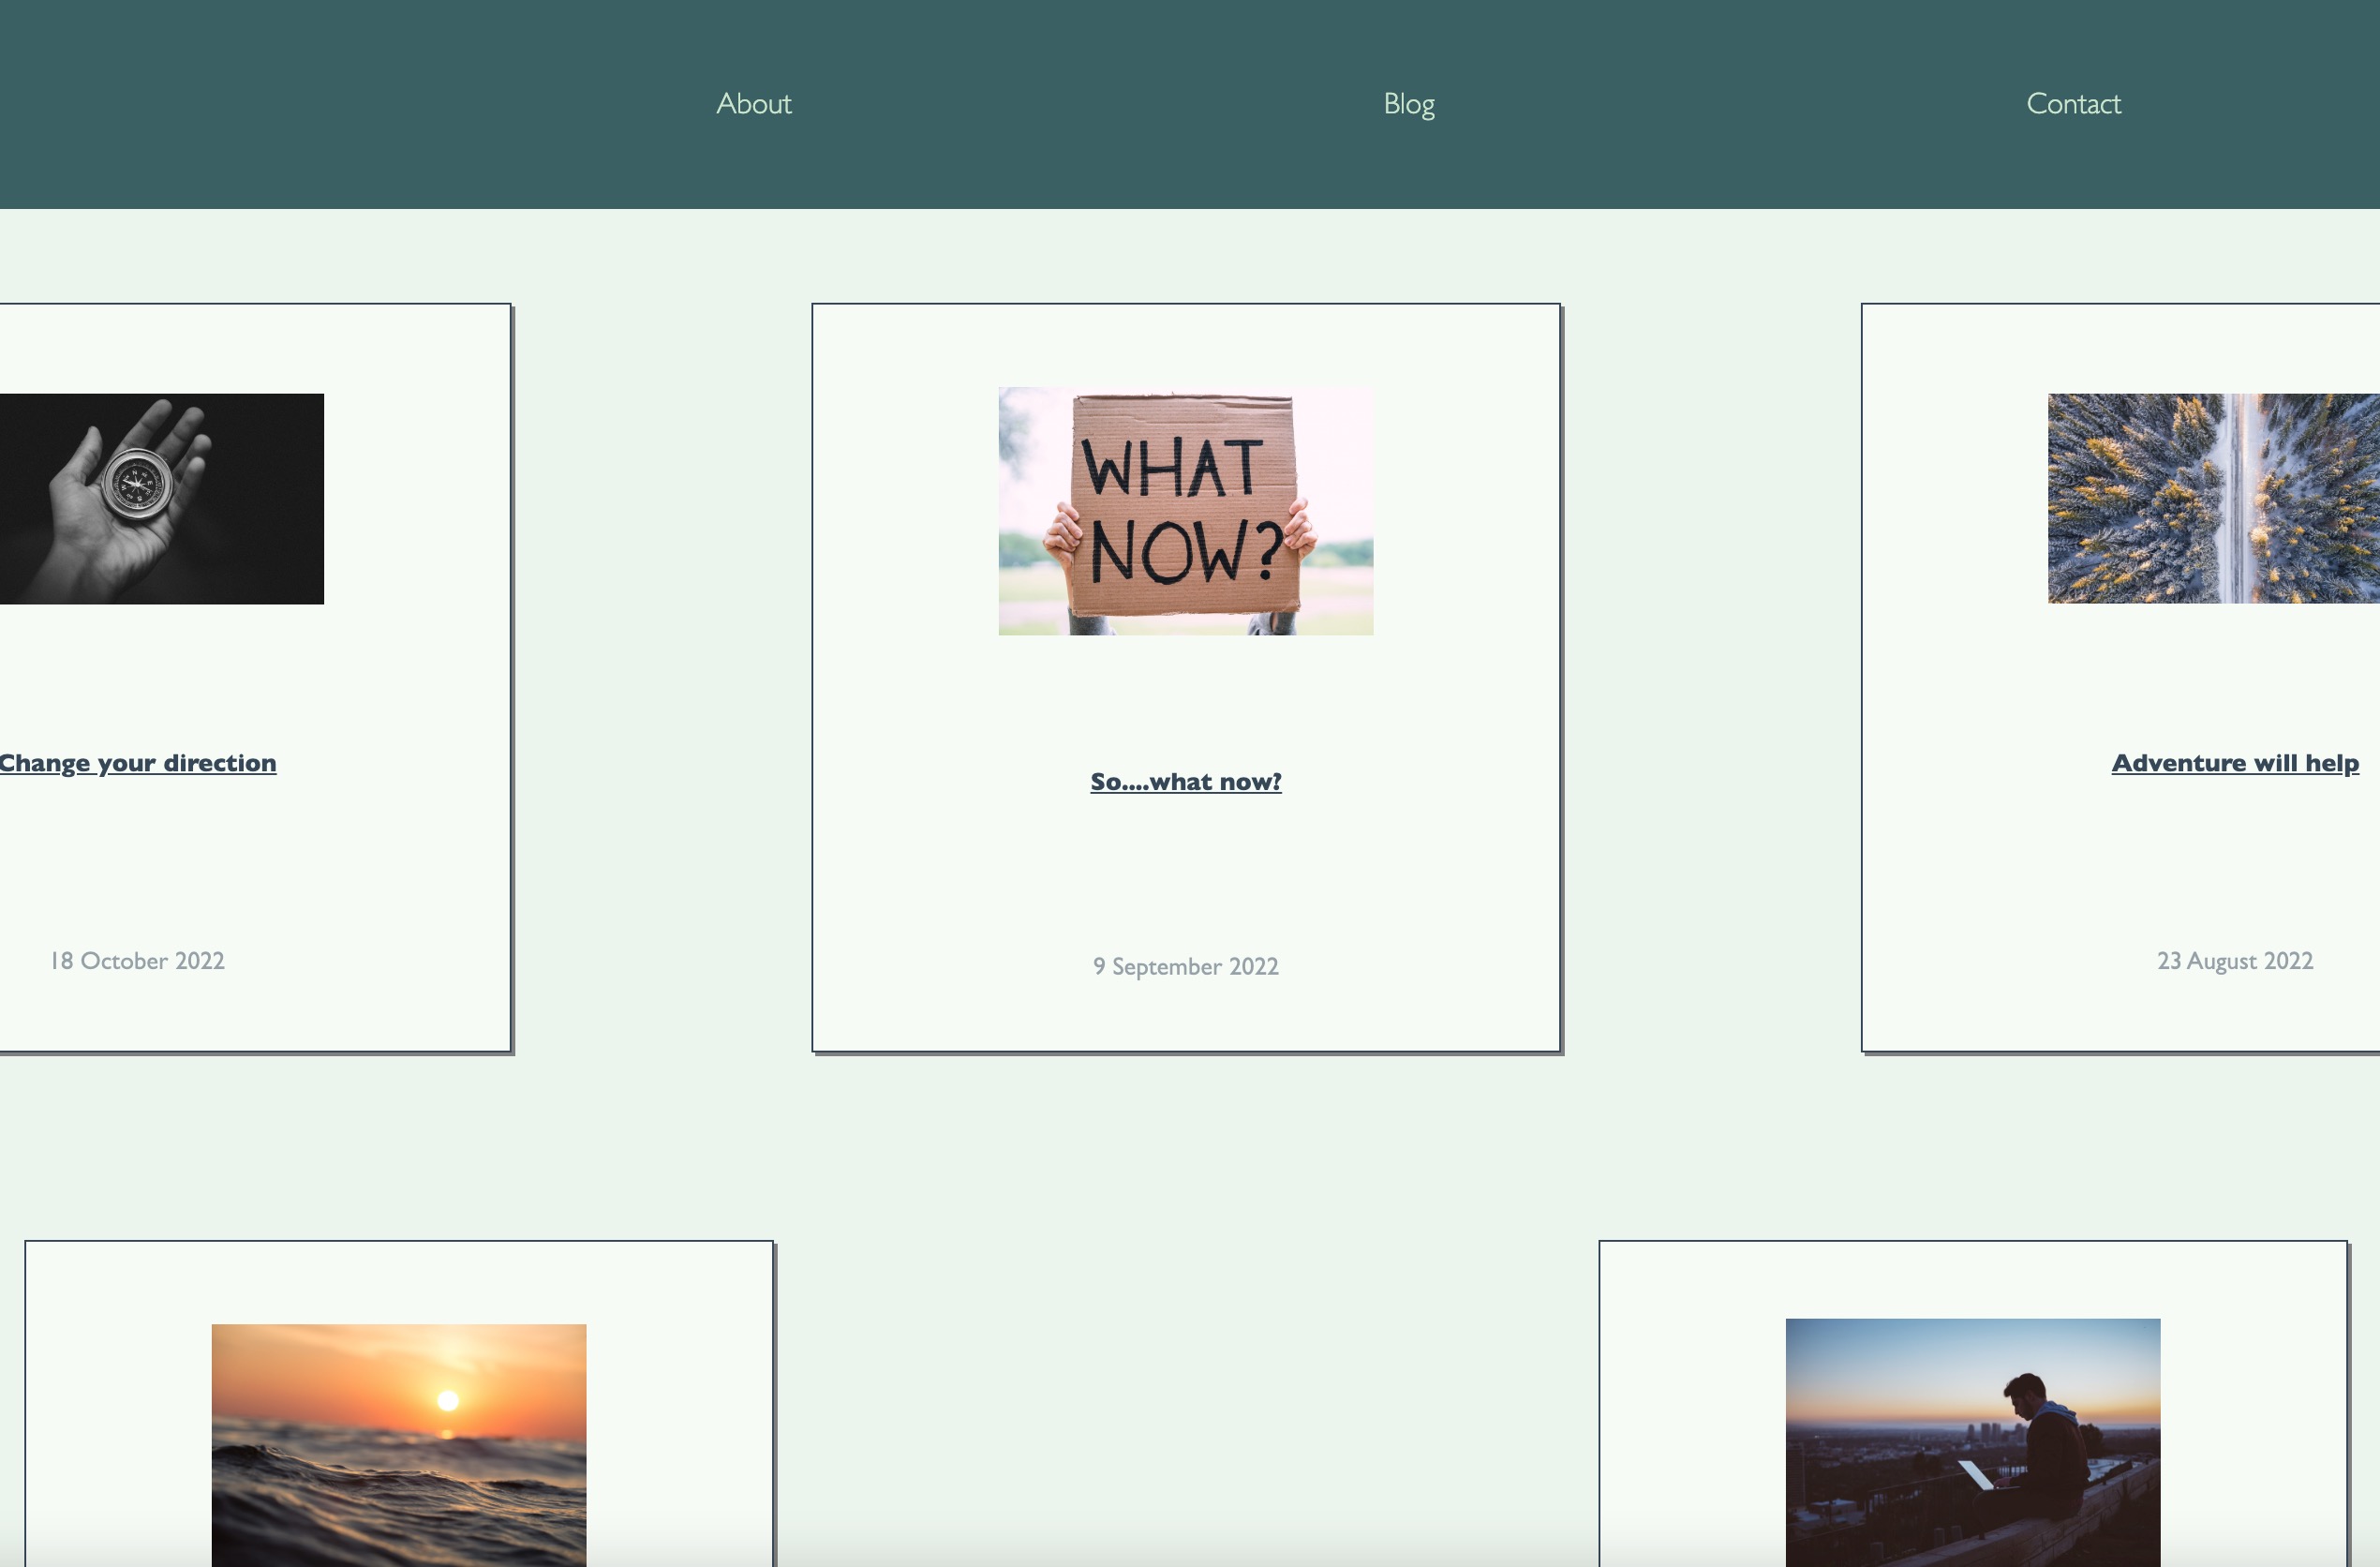 About Blog Contact
WHAT
NOW?
Change your direction
So....what now?
Adventure will help
18 October 2022
9 September 2022
23 August 2022